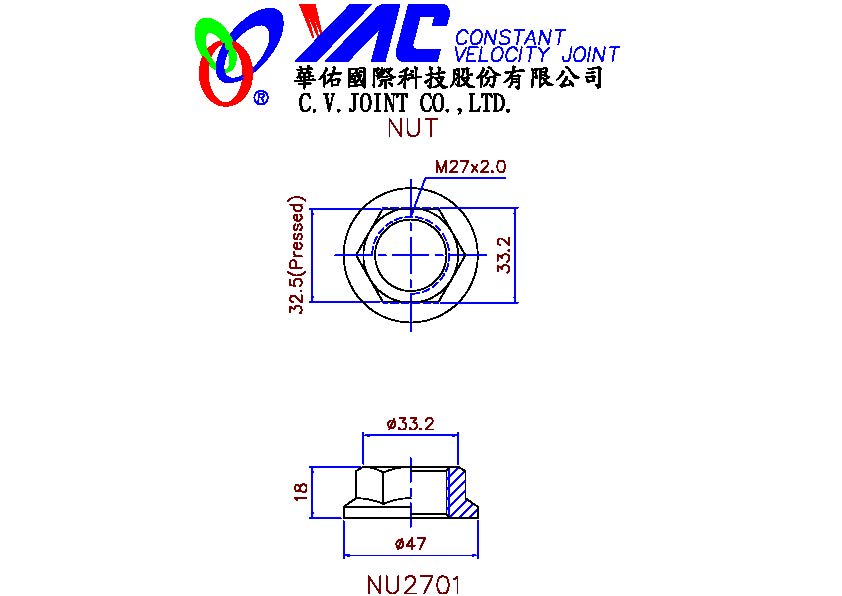 YAC CONSTANT
VELOCITY JOINT
®
華佑國際科技股份有限公司
C.V.JOINT CO.,LTD.
NUT
M27x2.0
32.5(Pressed)
33.2
ø33.2
18
ø47
NU2701